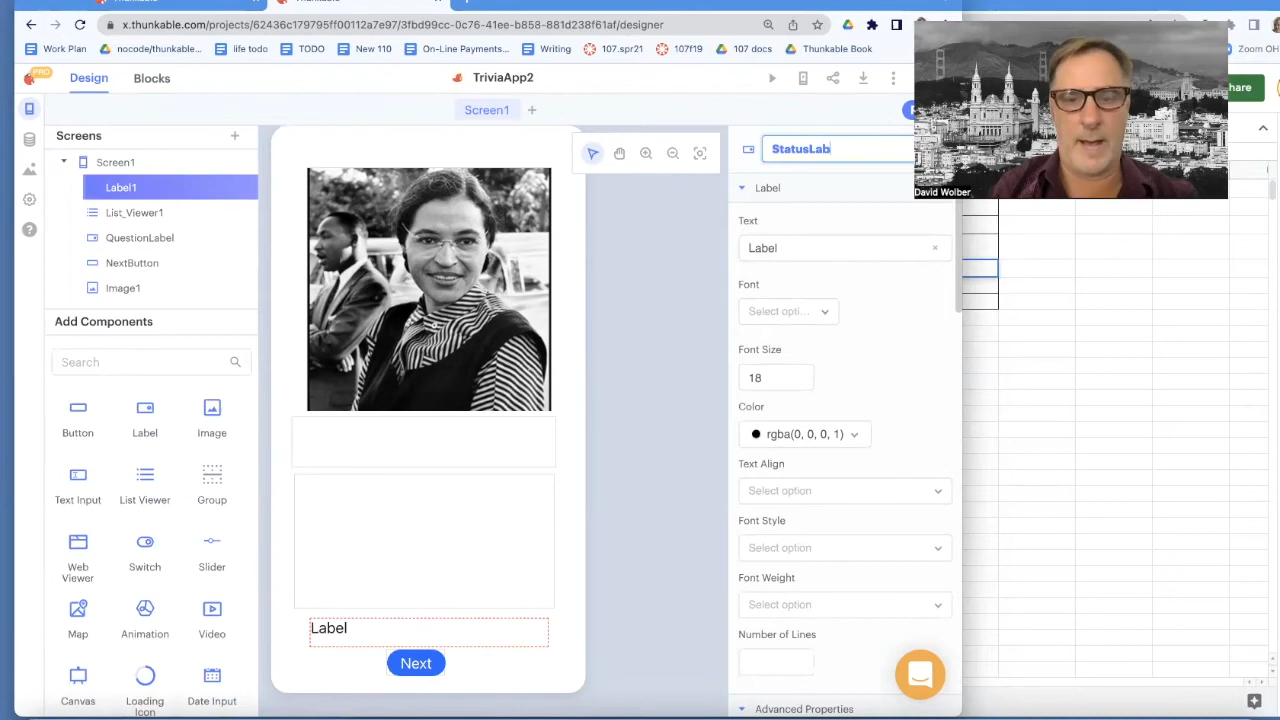 x.thunkable.com/projects/62436c179795ff00112a7e97/3fbd99cc-0c76-41ee-b858-881d238f61af/designer
Work Plan
nocode/thunkable...
life todo
TODO
New 110
On-Line Payments...
Writing
107.spr21
107f19
107 docs
Thunkable Book
Zoom OH
PRO
Design
Blocks
TriviaApp2
hare
Screen1
Screens
Screen1
Label1
List_Viewer1
QuestionLabel
NextButton
Image1
Add Components
Search
Button
Label
Image
Text Input
List Viewer
Group
Web Viewer
Switch
Slider
Map
Animation
Video
Canvas
Loading Icon
Date Input
Label
Next
StatusLab
David Wolber
Label
Text
Label
Font
Select opti...
Font Size
18
Color
rgba(0, 0, 0, 1)
Text Align
Select option
Font Style
Select option
Font Weight
Select option
Number of Lines
Advanced Properties